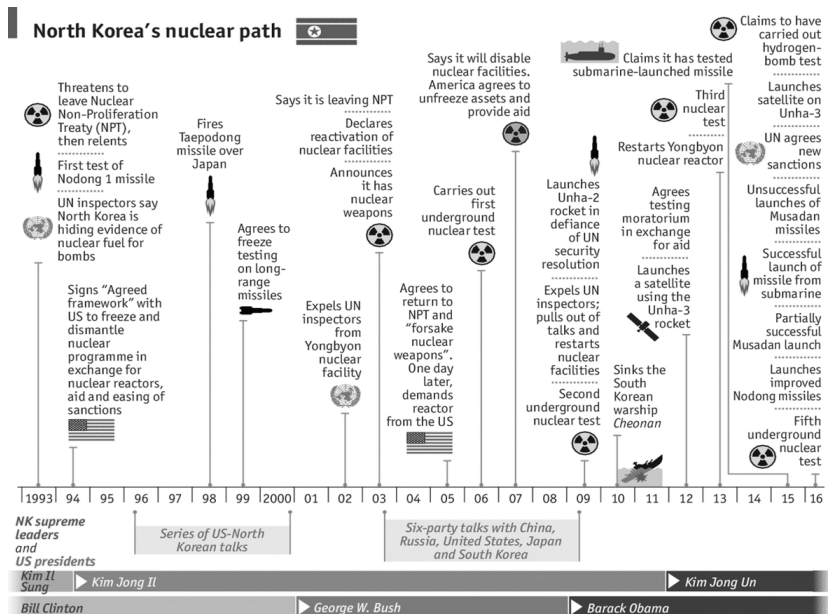 North Korea's nuclear path
Threatens to
leave Nuclear
Non-Proliferation
Treaty (NPT),
then relents
First test of
Nodong 1 missile
UN inspectors say
North Korea is
hiding evidence of
nuclear fuel for
bombs
Signs “Agreed
framework” with
US to freeze and
dismantle
nuclear
programme in
exchange for
nuclear reactors,
aid and easing of
sanctions
Fires
Taepodong
missile over
Japan
Agrees to
freeze
testing
on long-
range
missiles
Expels UN
inspectors
from
Yongbyon
nuclear
facility
Says it is leaving NPT
Declares
reactivation of
nuclear facilities
Announces
it has
nuclear
weapons
Agrees to
return to
NPT and
“forsake
nuclear
weapons”.
One day
later,
demands
reactor
from the US
Carries out
first
underground
nuclear test
Says it will disable
nuclear facilities.
America agrees to
unfreeze assets and
provide aid
Launches
Unha-2
rocket in
defiance
of UN
security
resolution
Expels UN
inspectors;
pulls out of
talks and
restarts
nuclear
facilities
Second
underground
nuclear test
Sinks the
South
Korean
warship
Cheonan
Agrees
testing
moratorium
in exchange
for aid
Launches
a satellite
using the
Unha-3
rocket
Third
nuclear
test
Restarts Yongbyon
nuclear reactor
Claims it has tested
submarine-launched missile
Claims to have
carried out
hydrogen-
bomb test
Launches
satellite on
Unha-3
UN agrees
new
sanctions
Unsuccessful
launches of
Musadan
missiles
Successful
launch of
missile from
submarine
Partially
successful
Musadan launch
Launches
improved
Nodong missiles
Fifth
underground
nuclear
test
1993 94 95 96 97 98 99 2000 01 02 03 04 05 06 07 08 09 10 11 12 13 14 15 16
NK supreme
leaders
and
US presidents
Series of US-North
Korean talks
Six-party talks with China,
Russia, United States, Japan
and South Korea
Kim Il
Sung
Kim Jong Il
Kim Jong Un
Bill Clinton
George W. Bush
Barack Obama